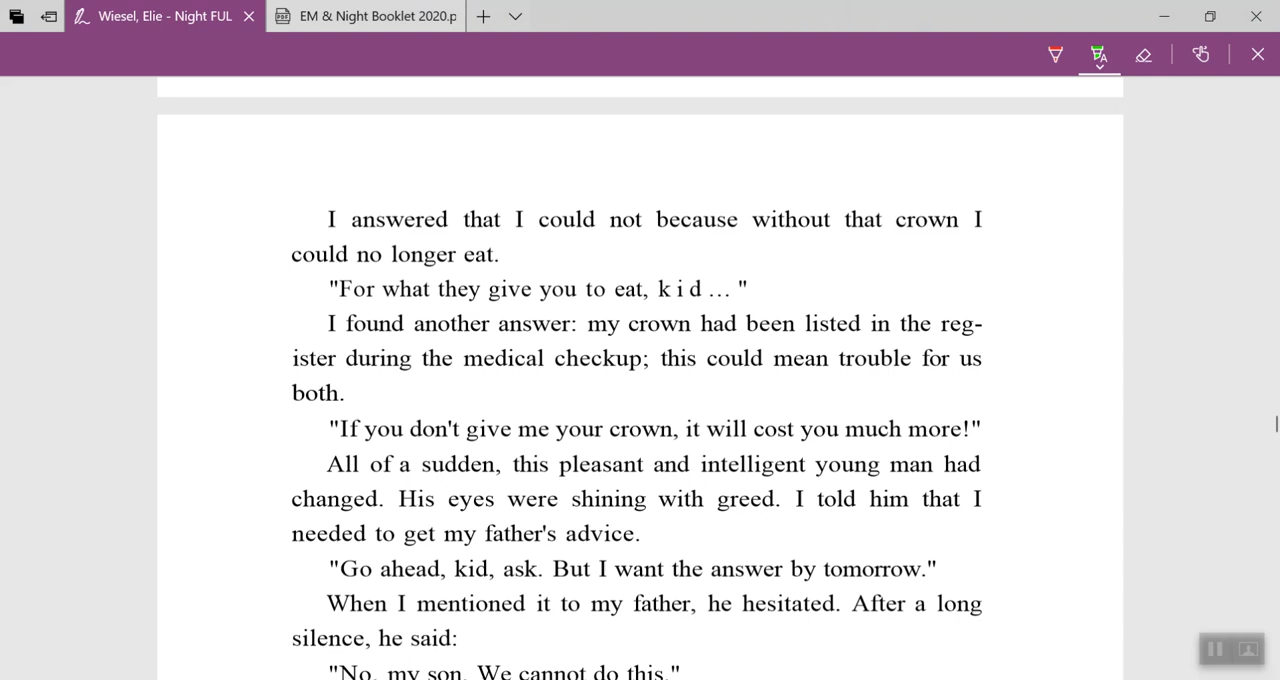 Wiesel, Elie - Night FUL
EM & Night Booklet 2020.p
I answered that I could not because without that crown I
could no longer eat.
"For what they give you to eat, k i d … "
I found another answer: my crown had been listed in the reg-
ister during the medical checkup; this could mean trouble for us
both.
"If you don't give me your crown, it will cost you much more!"
All of a sudden, this pleasant and intelligent young man had
changed. His eyes were shining with greed. I told him that I
needed to get my father's advice.
"Go ahead, kid, ask. But I want the answer by tomorrow."
When I mentioned it to my father, he hesitated. After a long
silence, he said:
"No, my son. We cannot do this."